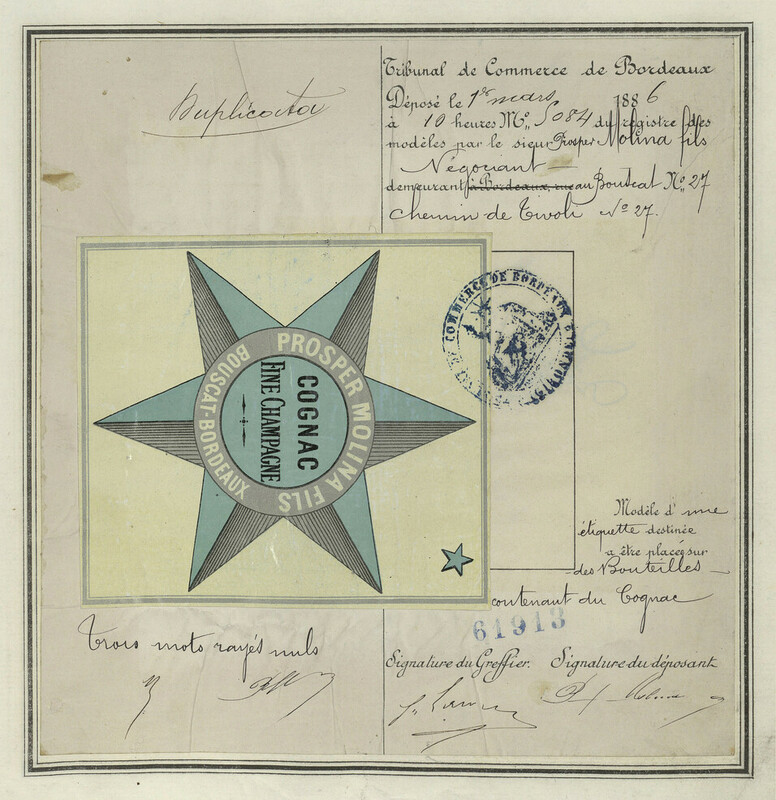 Duplicata
Tribunal de Commerce de Bordeaux
Déposé le 1er mars 1886
à 10 heures No. 5084 du registre des
modèles par le sieur Prosper Molina fils
Négociant
demeurant à Bordeaux, rue au Bouscat No. 27
chemin de Tivoli No 27.
PROSPER MOLINA FILS
BOUSCAT-BORDEAUX
COGNAC
FINE CHAMPAGNE
COMMERCE DE BORDEAUX
Modèle d'une
étiquette destinée
a être placée sur
des Bouteilles
contenant du Cognac
61913
Trois mots rayés nuls
Signature du Greffier. Signature du déposant